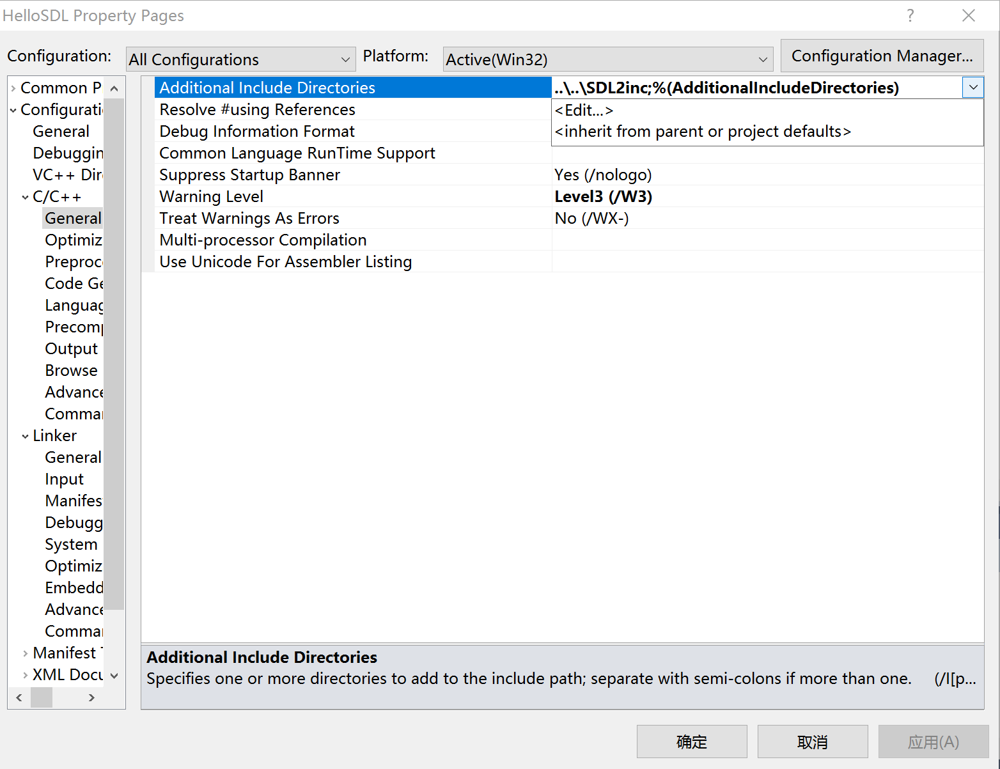 HelloSDL Property Pages
Configuration: All Configurations Platform: Active(Win32) Configuration Manager...
Common P
Configurati
General
Debuggin
VC++ Dir
C/C++
General
Optimiz
Preproc
Code Ge
Languag
Precomp
Output
Browse
Advance
Comman
Linker
General
Input
Manifes
Debugg
System
Optimiz
Embedd
Advance
Comman
Manifest T
XML Docu
Additional Include Directories ..\..\SDL2inc;%(AdditionalIncludeDirectories)
Resolve #using References <Edit...>
Debug Information Format <inherit from parent or project defaults>
Common Language RunTime Support
Suppress Startup Banner Yes (/nologo)
Warning Level Level3 (/W3)
Treat Warnings As Errors No (/WX-)
Multi-processor Compilation
Use Unicode For Assembler Listing
Additional Include Directories
Specifies one or more directories to add to the include path; separate with semi-colons if more than one. (/I[p...
确定 取消 应用(A)